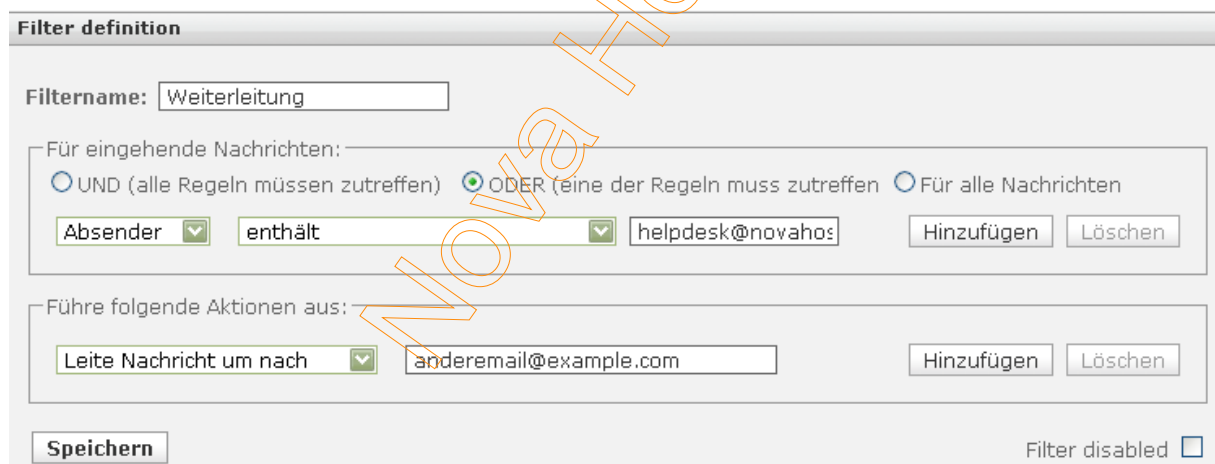 Filter definition
Filtername: Weiterleitung
Für eingehende Nachrichten:
UND (alle Regeln müssen zutreffen) ODER (eine der Regeln muss zutreffen Für alle Nachrichten
Absender enthält helpdesk@novahos Hinzufügen Löschen
Führe folgende Aktionen aus:
Leite Nachricht um nach anderemail@example.com Hinzufügen Löschen
Speichern Filter disabled
Nova H